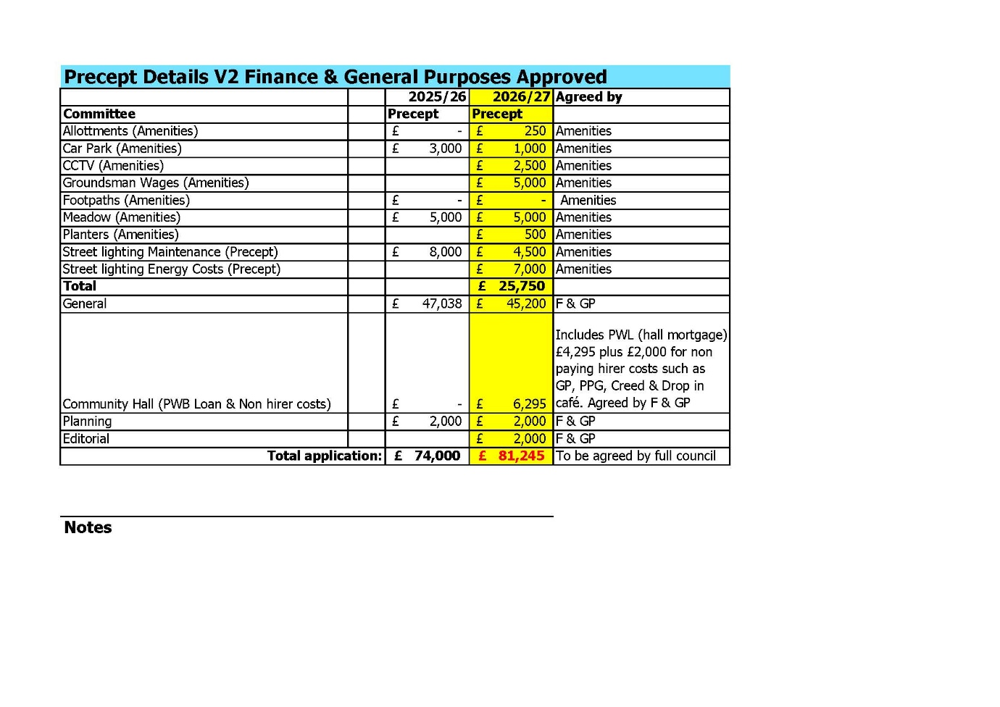 Precept Details V2 Finance & General Purposes Approved
2025/26 2026/27 Agreed by
Committee Precept Precept
Allottments (Amenities) £ - £ 250 Amenities
Car Park (Amenities) £ 3,000 £ 1,000 Amenities
CCTV (Amenities) £ 2,500 Amenities
Groundsman Wages (Amenities) £ 5,000 Amenities
Footpaths (Amenities) £ - £ - Amenities
Meadow (Amenities) £ 5,000 £ 5,000 Amenities
Planters (Amenities) £ 500 Amenities
Street lighting Maintenance (Precept) £ 8,000 £ 4,500 Amenities
Street lighting Energy Costs (Precept) £ 7,000 Amenities
Total £ 25,750
General £ 47,038 £ 45,200 F & GP
Includes PWL (hall mortgage)
£4,295 plus £2,000 for non
paying hirer costs such as
GP, PPG, Creed & Drop in
Community Hall (PWB Loan & Non hirer costs) £ - £ 6,295 café. Agreed by F & GP
Planning £ 2,000 £ 2,000 F & GP
Editorial £ 2,000 F & GP
Total application: £ 74,000 £ 81,245 To be agreed by full council
Notes